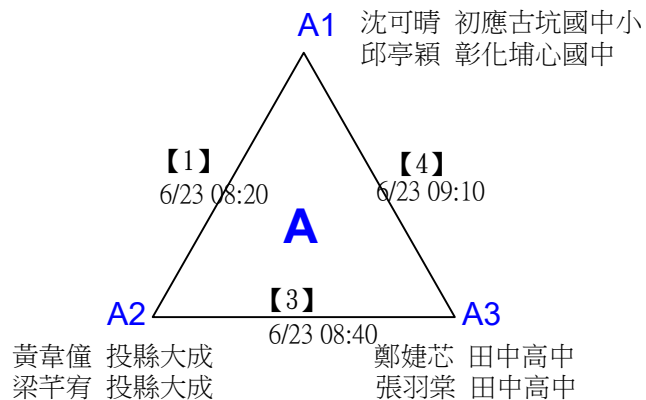 A1
沈可晴 初應古坑國中小
邱亭穎 彰化埔心國中
【1】
6/23 08:20
【4】
6/23 09:10
A
【3】
6/23 08:40
A2
黃韋僮 投縣大成
梁芊宥 投縣大成
A3
鄭婕芯 田中高中
張羽棠 田中高中